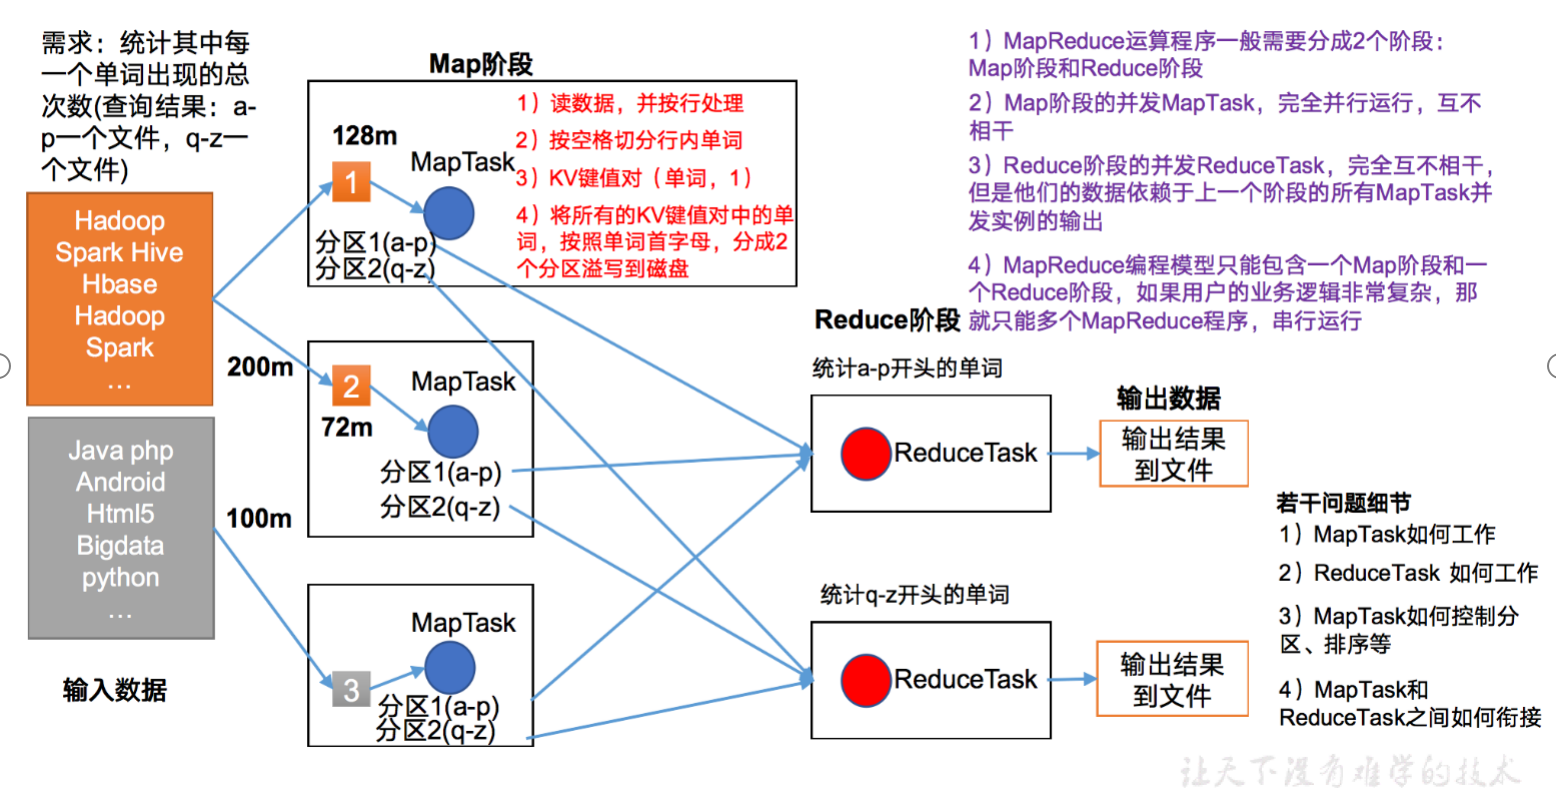 需求：统计其中每
一个单词出现的总
次数(查询结果：a-
p一个文件，q-z一
个文件)
Hadoop
Spark Hive
Hbase
Hadoop
Spark
…
Java php
Android
Html5
Bigdata
python
…
输入数据
200m
100m
Map阶段
128m
1
MapTask
分区1(a-p)
分区2(q-z)
1）读数据，并按行处理
2）按空格切分行内单词
3）KV键值对（单词，1）
4）将所有的KV键值对中的单
词，按照单词首字母，分成2
个分区溢写到磁盘
2
72m
MapTask
分区1(a-p)
分区2(q-z)
3
MapTask
分区1(a-p)
分区2(q-z)
1）MapReduce运算程序一般需要分成2个阶段：
Map阶段和Reduce阶段
2）Map阶段的并发MapTask，完全并行运行，互不
相干
3）Reduce阶段的并发ReduceTask，完全互不相干，
但是他们的数据依赖于上一个阶段的所有MapTask并
发实例的输出
4）MapReduce编程模型只能包含一个Map阶段和一
个Reduce阶段，如果用户的业务逻辑非常复杂，那
就只能多个MapReduce程序，串行运行
Reduce阶段
统计a-p开头的单词
ReduceTask
统计q-z开头的单词
ReduceTask
输出数据
输出结果
到文件
输出结果
到文件
若干问题细节
1）MapTask如何工作
2）ReduceTask 如何工作
3）MapTask如何控制分
区、排序等
4）MapTask和
ReduceTask之间如何衔接
让天下没有难学的技术